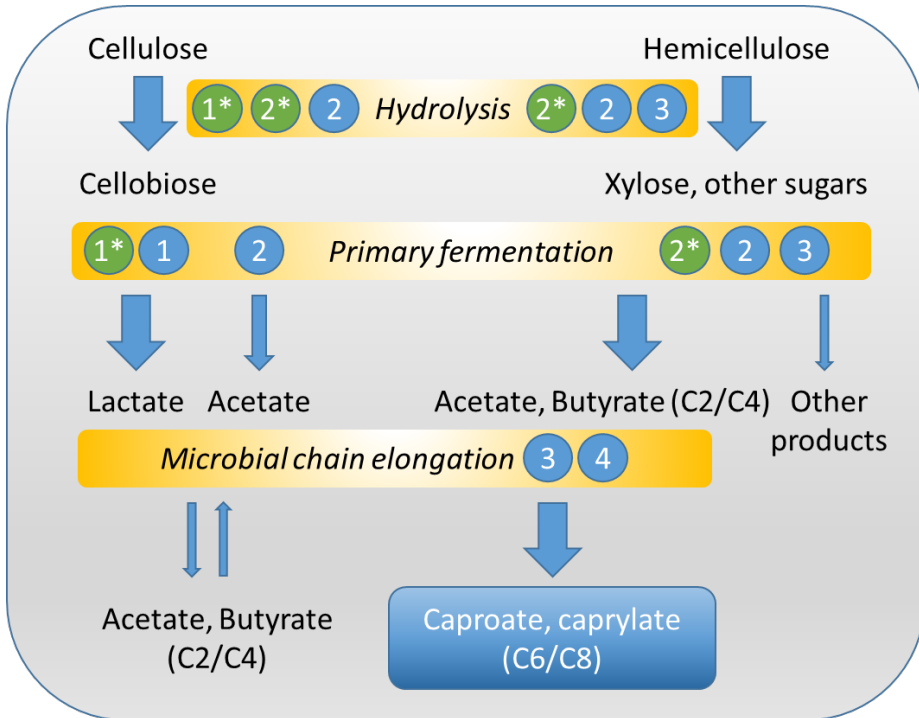 Cellulose
Hemicellulose
1* 2* 2 Hydrolysis 2* 2 3
Cellobiose
Xylose, other sugars
1* 1 2 Primary fermentation 2* 2 3
Lactate Acetate
Acetate, Butyrate (C2/C4)
Other
products
Microbial chain elongation 3 4
Acetate, Butyrate
(C2/C4)
Caproate, caprylate
(C6/C8)